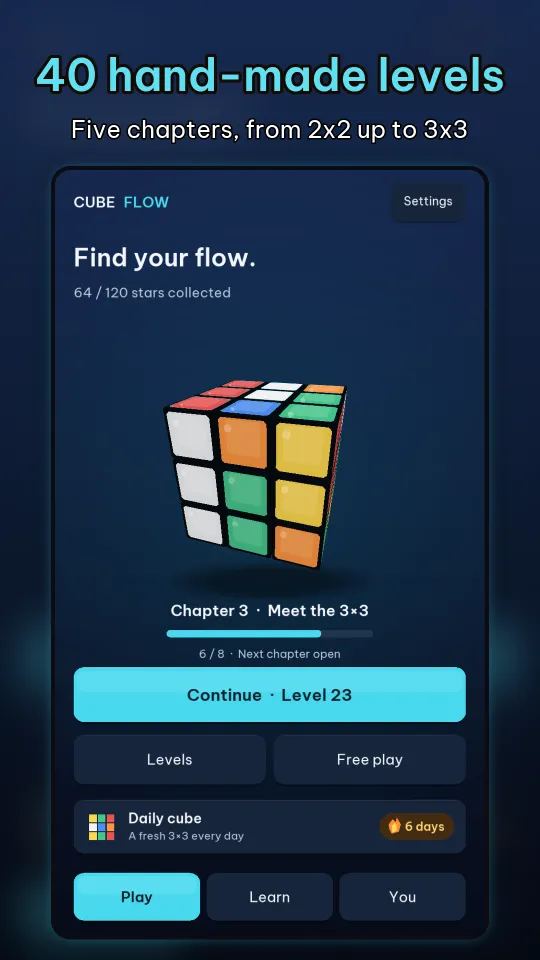 40 hand-made levels
Five chapters, from 2x2 up to 3x3
CUBE FLOW
Settings
Find your flow.
64 / 120 stars collected
Chapter 3 · Meet the 3×3
6 / 8 · Next chapter open
Continue · Level 23
Levels
Free play
Daily cube
A fresh 3×3 every day
6 days
Play
Learn
You